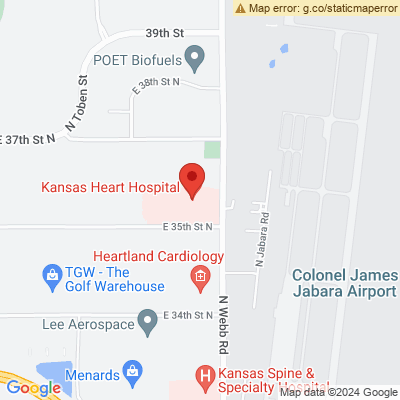 Map error: g.co/staticmaperror
39th St
POET Biofuels
E 38th St N
N Toben St
E 37th St N
Kansas Heart Hospital
E 35th St N
N Jabara Rd
Heartland Cardiology
TGW - The
Golf Warehouse
Colonel James
Jabara Airport
E 34th St N
N Webb Rd
Lee Aerospace
Menards
Kansas Spine &
Specialty Hospital
Google
Map data ©2024 Google